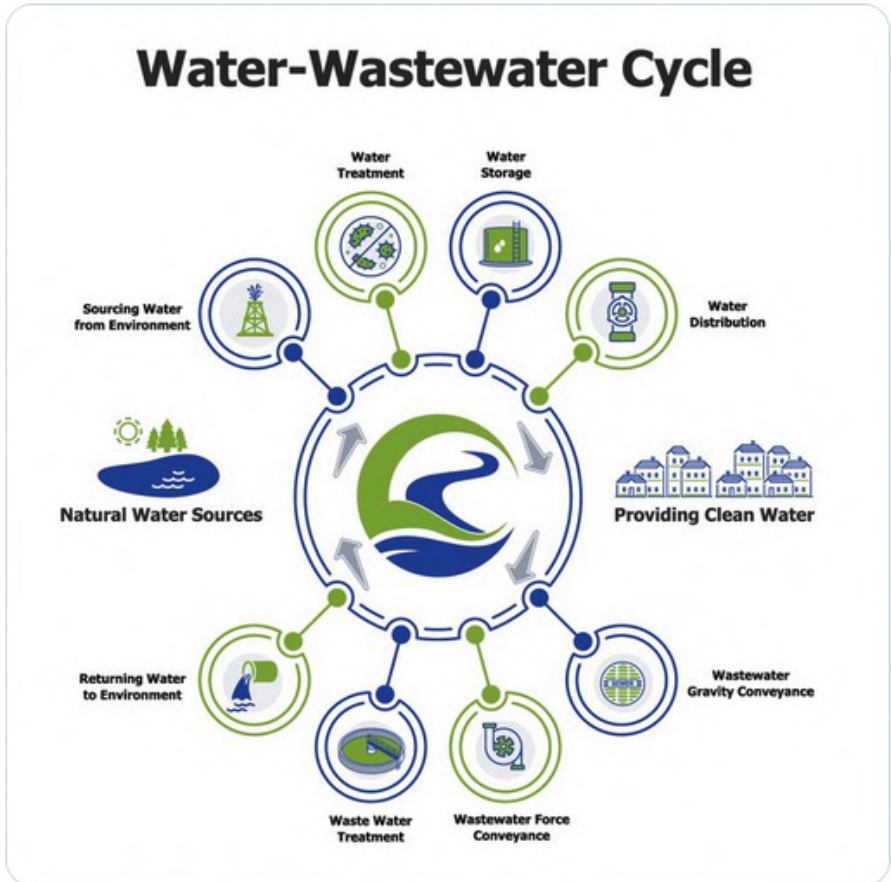 Water-Wastewater Cycle
Water
Treatment
Water
Storage
Sourcing Water
from Environment
Water
Distribution
Natural Water Sources
Providing Clean Water
Returning Water
to Environment
SEWER
Wastewater
Gravity Conveyance
Waste Water
Treatment
Wastewater Force
Conveyance